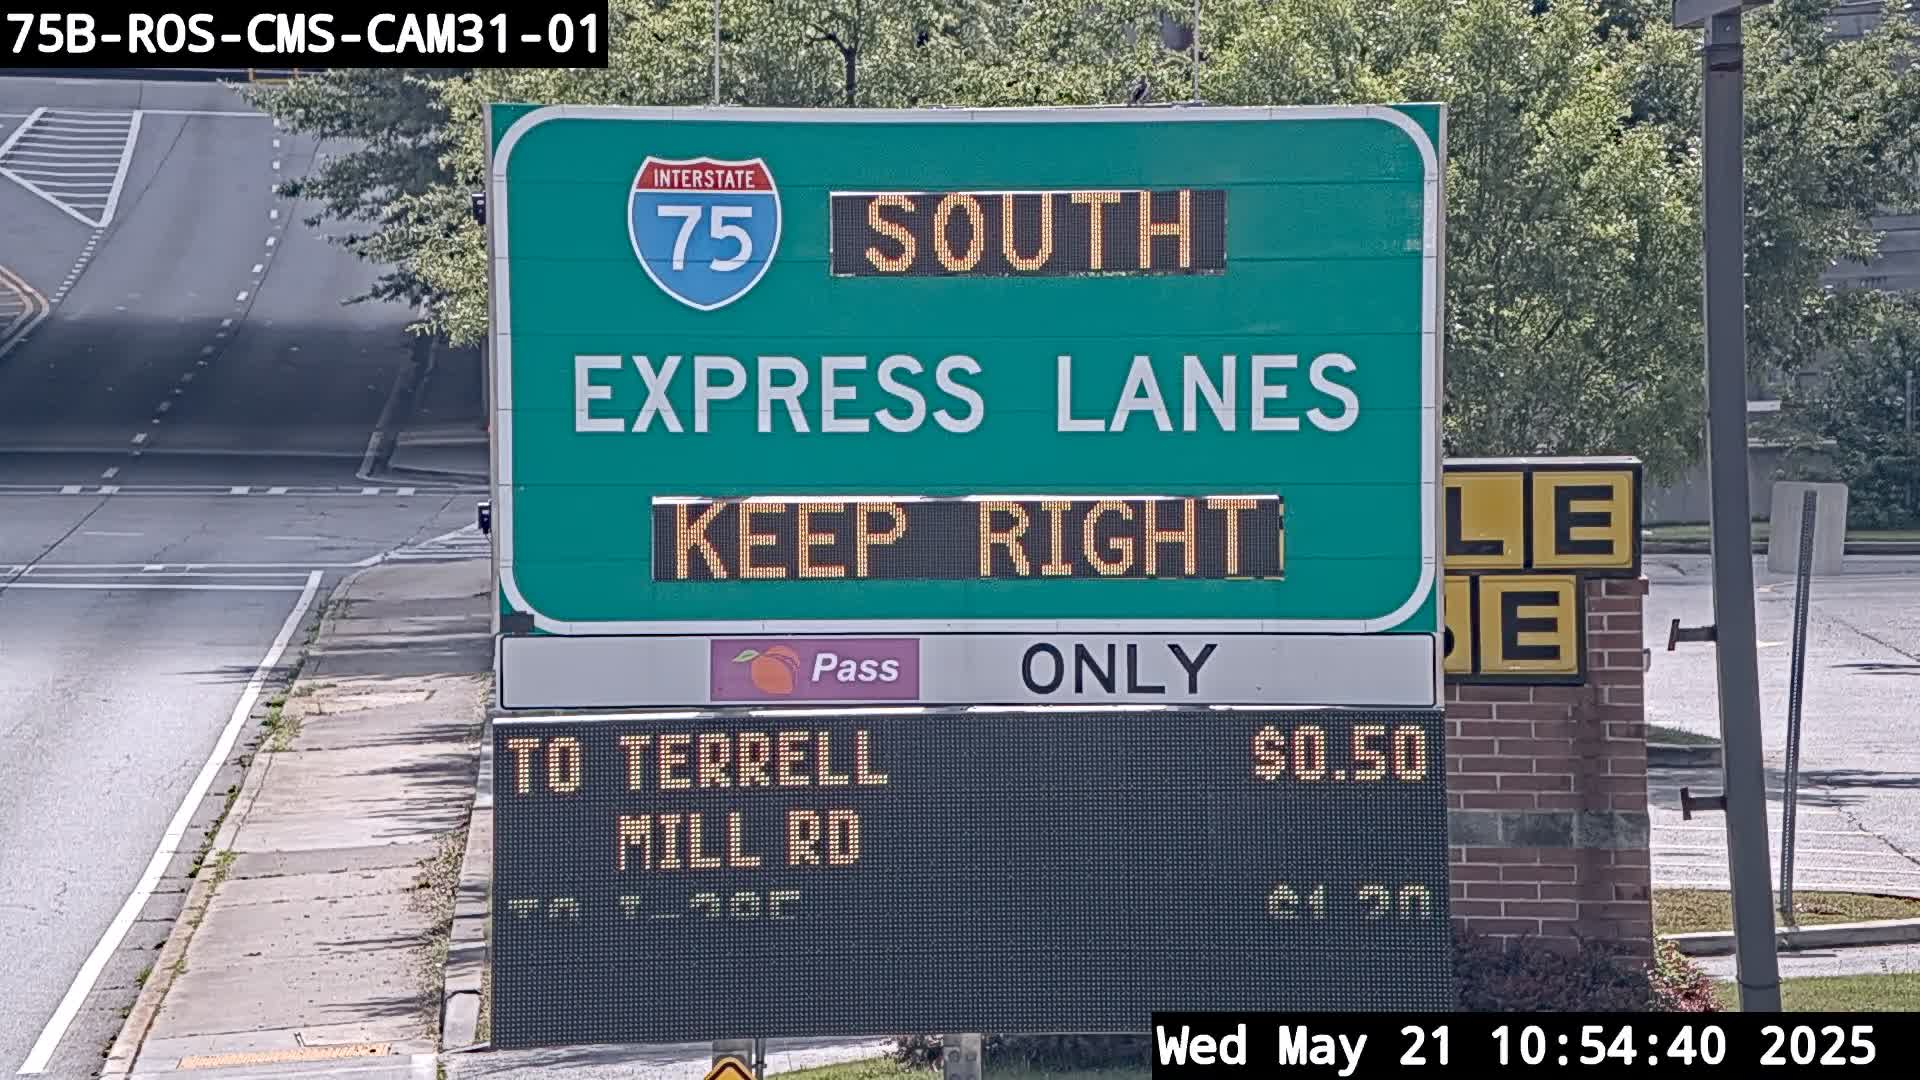 75B-ROS-CMS-CAM31-01
INTERSTATE
75
SOUTH
EXPRESS LANES
KEEP RIGHT
LE
E
Pass ONLY
TO TERRELL $0.50
MILL RD
Wed May 21 10:54:40 2025